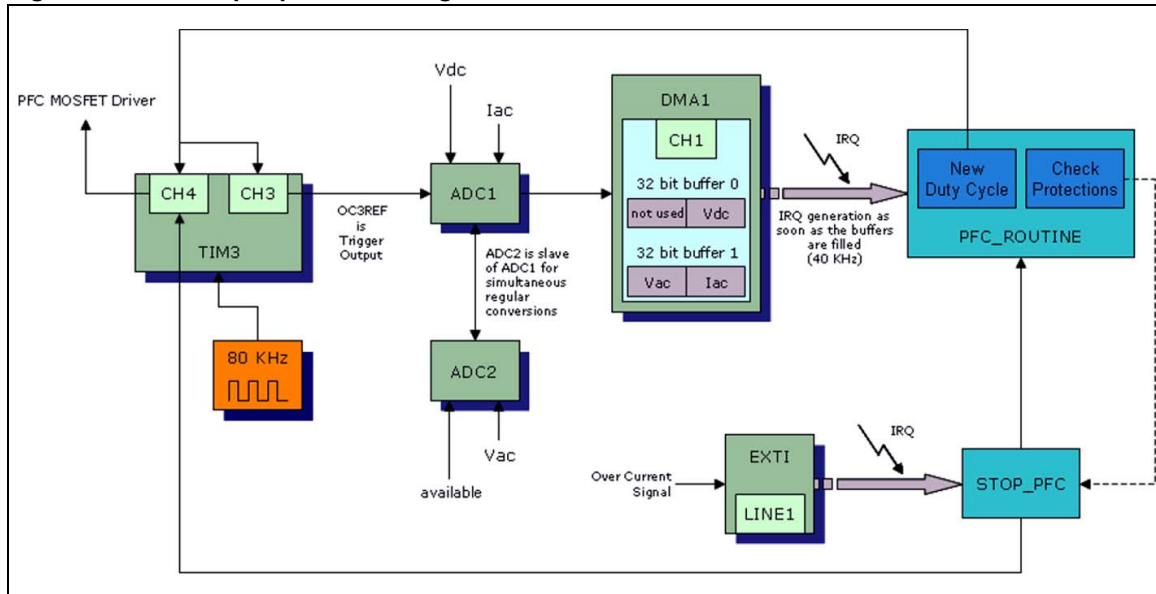 PFC MOSFET Driver
Vdc
Iac
CH4
CH3
TIM3
OC3REF
is
Trigger
Output
80 KHz
ADC1
ADC2 is slave
of ADC1 for
simultaneous
regular
conversions
ADC2
Vac
available
DMA1
CH1
32 bit buffer 0
not used
Vdc
32 bit buffer 1
Vac
Iac
IRQ
IRQ generation as
soon as the buffers
are filled
(40 KHz)
New
Duty Cycle
Check
Protections
PFC_ROUTINE
Over Current
Signal
EXTI
LINE1
IRQ
STOP_PFC